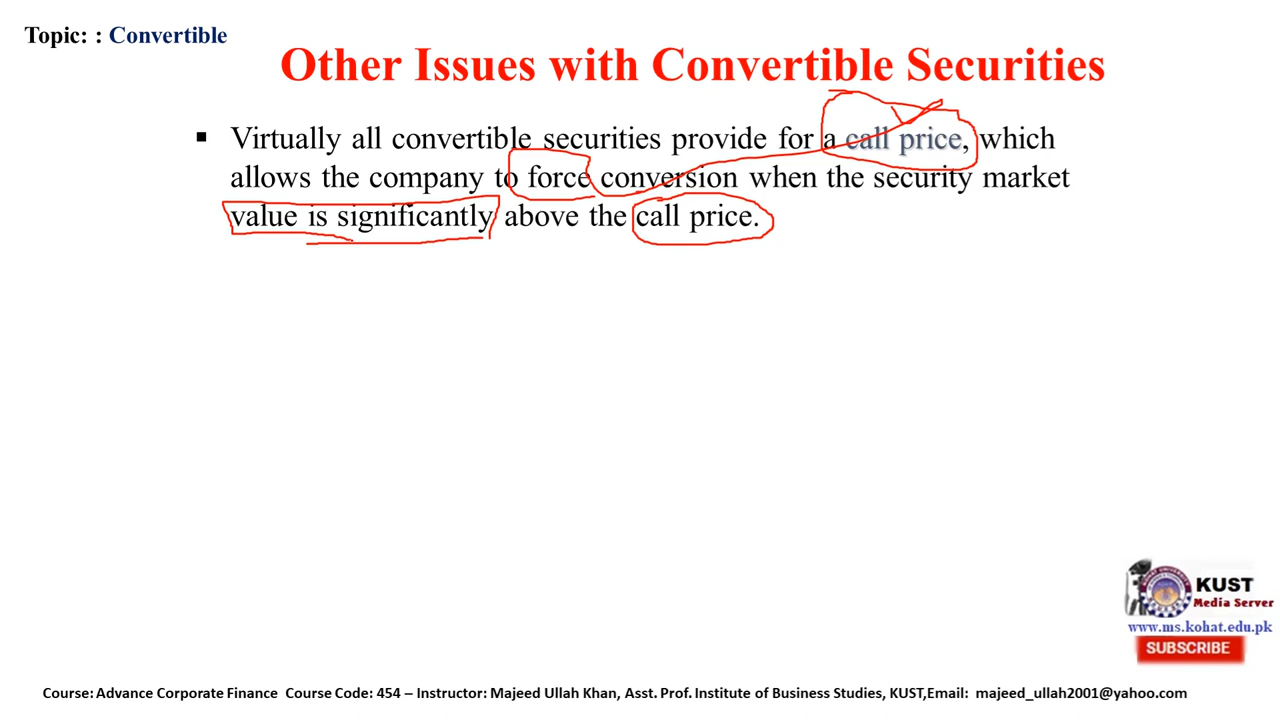 Topic: : Convertible
Other Issues with Convertible Securities
▪ Virtually all convertible securities provide for a call price, which
allows the company to force conversion when the security market
value is significantly above the call price.
KUST
Media Server
www.ms.kohat.edu.pk
SUBSCRIBE
Course: Advance Corporate Finance Course Code: 454 – Instructor: Majeed Ullah Khan, Asst. Prof. Institute of Business Studies, KUST,Email: majeed_ullah2001@yahoo.com